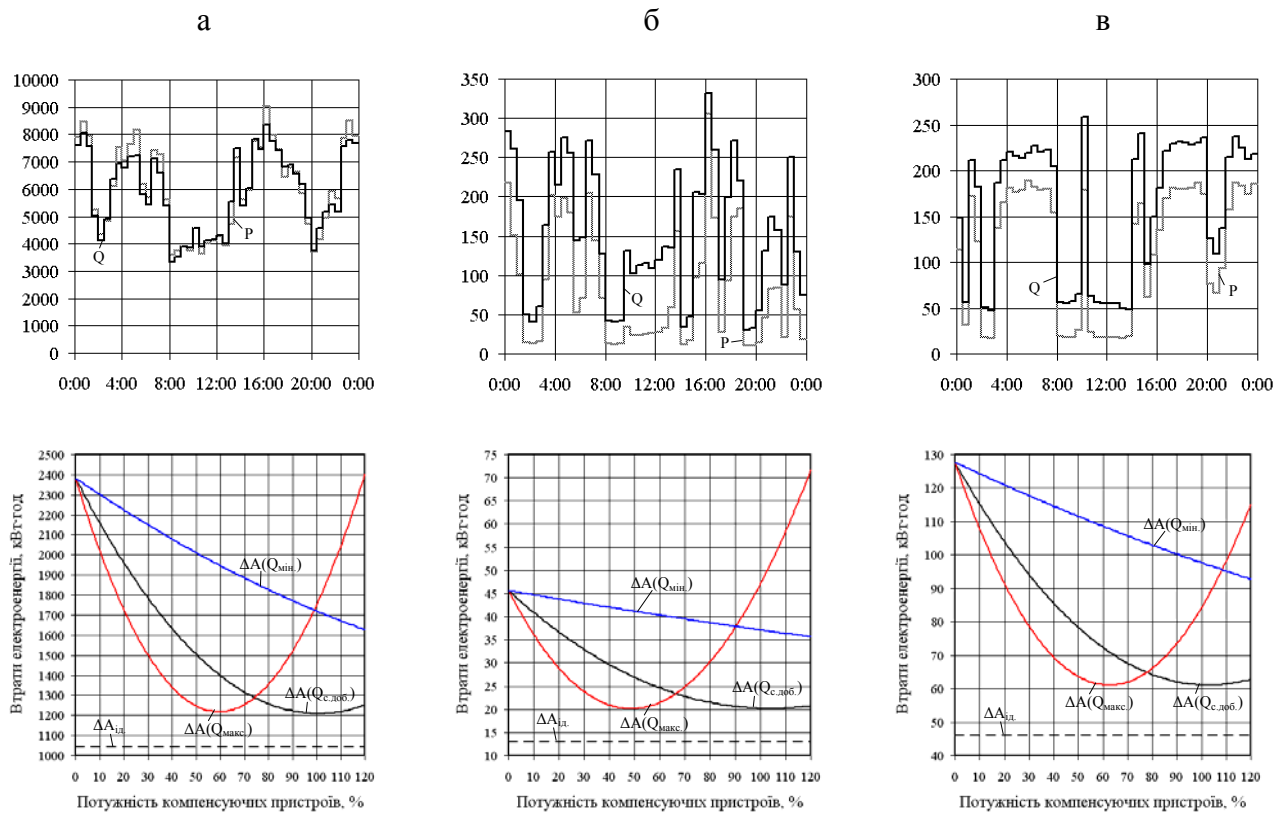 а
б
в
10000
9000
8000
7000
6000
5000
4000
3000
2000
1000
0
Q
P
0:00 4:00 8:00 12:00 16:00 20:00 0:00
350
300
250
200
150
100
50
0
Q
P
0:00 4:00 8:00 12:00 16:00 20:00 0:00
300
250
200
150
100
50
0
Q
P
0:00 4:00 8:00 12:00 16:00 20:00 0:00
Втрати електроенергії, кВт·год
2500
2400
2300
2200
2100
2000
1900
1800
1700
1600
1500
1400
1300
1200
1100
1000
ΔA(Qмін.)
ΔA(Qс.доб.)
ΔA(Qмакс.)
ΔAід.
0 10 20 30 40 50 60 70 80 90 100 110 120
Потужність компенсуючих пристроїв, %
Втрати електроенергії, кВт·год
75
70
65
60
55
50
45
40
35
30
25
20
15
10
ΔA(Qмін.)
ΔA(Qс.доб.)
ΔA(Qмакс.)
ΔAід.
0 10 20 30 40 50 60 70 80 90 100 110 120
Потужність компенсуючих пристроїв, %
Втрати електроенергії, кВт·год
130
120
110
100
90
80
70
60
50
40
ΔA(Qмін.)
ΔA(Qмакс.)
ΔA(Qс.доб.)
ΔAід.
0 10 20 30 40 50 60 70 80 90 100 110 120
Потужність компенсуючих пристроїв, %